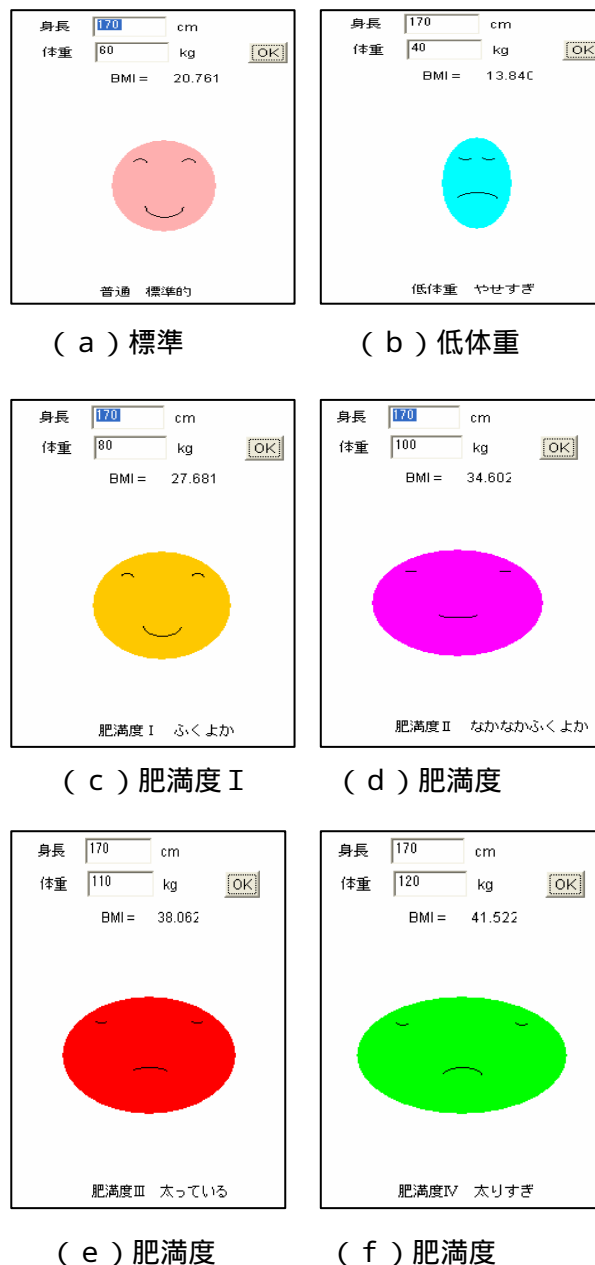 身長 170 cm
体重 60 kg OK
BMI = 20.761
普通 標準的
(a)標準
身長 170 cm
体重 40 kg OK
BMI = 13.840
低体重 やせすぎ
(b)低体重
身長 170 cm
体重 80 kg OK
BMI = 27.681
肥満度Ⅰ ふくよか
(c)肥満度Ⅰ
身長 170 cm
体重 100 kg OK
BMI = 34.602
肥満度Ⅱ なかなかふくよか
(d)肥満度
身長 170 cm
体重 110 kg OK
BMI = 38.062
肥満度Ⅲ 太っている
(e)肥満度
身長 170 cm
体重 120 kg OK
BMI = 41.522
肥満度Ⅳ 太りすぎ
(f)肥満度